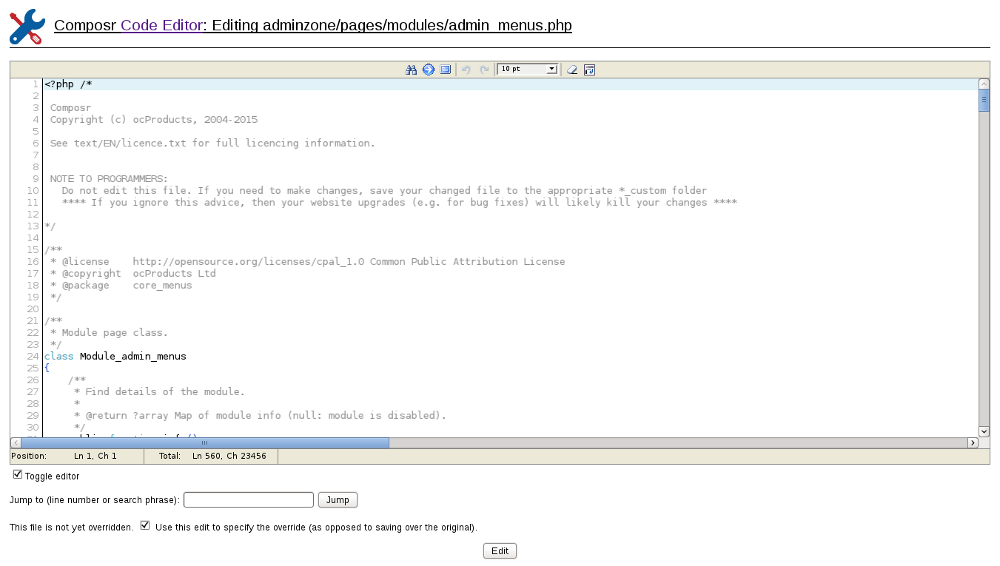 Composr Code Editor: Editing adminzone/pages/modules/admin_menus.php
10 pt
1 <?php /*
2
3 Composr
4 Copyright (c) ocProducts, 2004-2015
5
6 See text/EN/licence.txt for full licencing information.
7
8
9 NOTE TO PROGRAMMERS:
10 Do not edit this file. If you need to make changes, save your changed file to the appropriate *_custom folder
11 **** If you ignore this advice, then your website upgrades (e.g. for bug fixes) will likely kill your changes ****
12
13 */
14
15 /**
16 * @license http://opensource.org/licenses/cpal_1.0 Common Public Attribution License
17 * @copyright ocProducts Ltd
18 * @package core_menus
19 */
20
21 /**
22 * Module page class.
23 */
24 class Module_admin_menus
25 {
26 /**
27 * Find details of the module.
28 *
29 * @return ?array Map of module info (null: module is disabled).
30 */
Position: Ln 1, Ch 1 Total: Ln 560, Ch 23456
Toggle editor
Jump to (line number or search phrase): Jump
This file is not yet overridden. Use this edit to specify the override (as opposed to saving over the original).
Edit